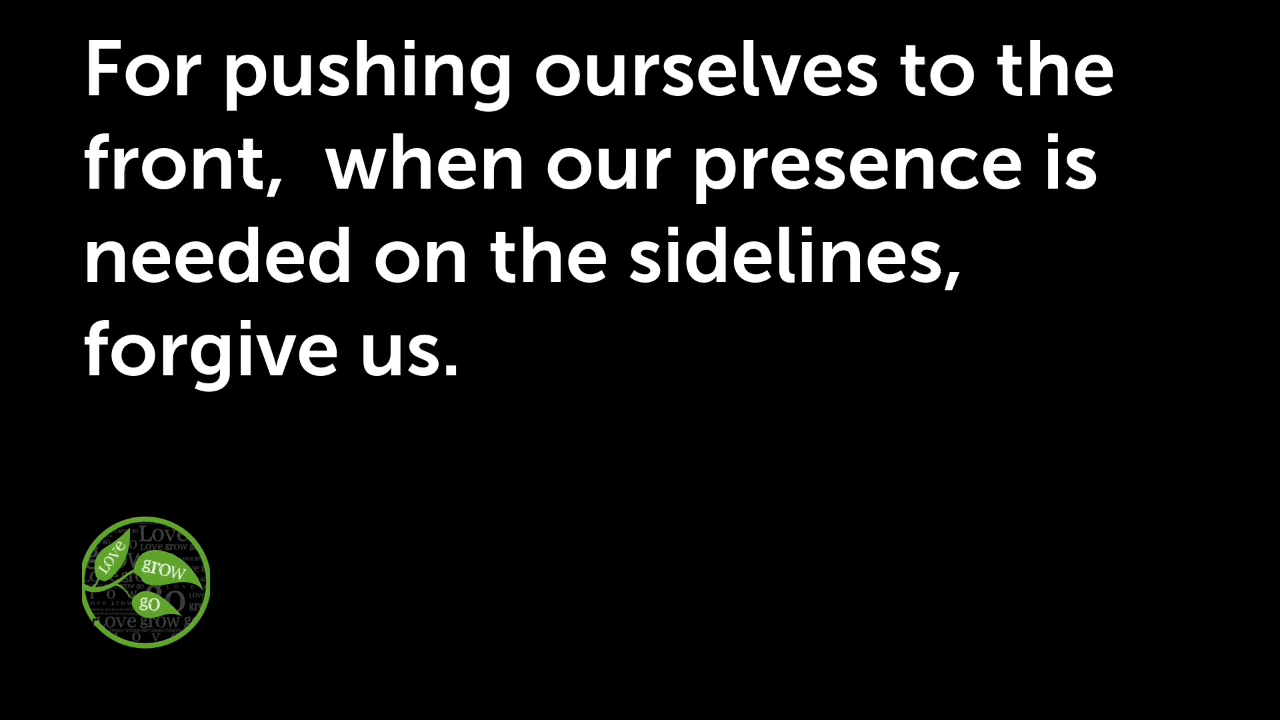 For pushing ourselves to the
front,  when our presence is
needed on the sidelines,
forgive us.
Love
grow
go